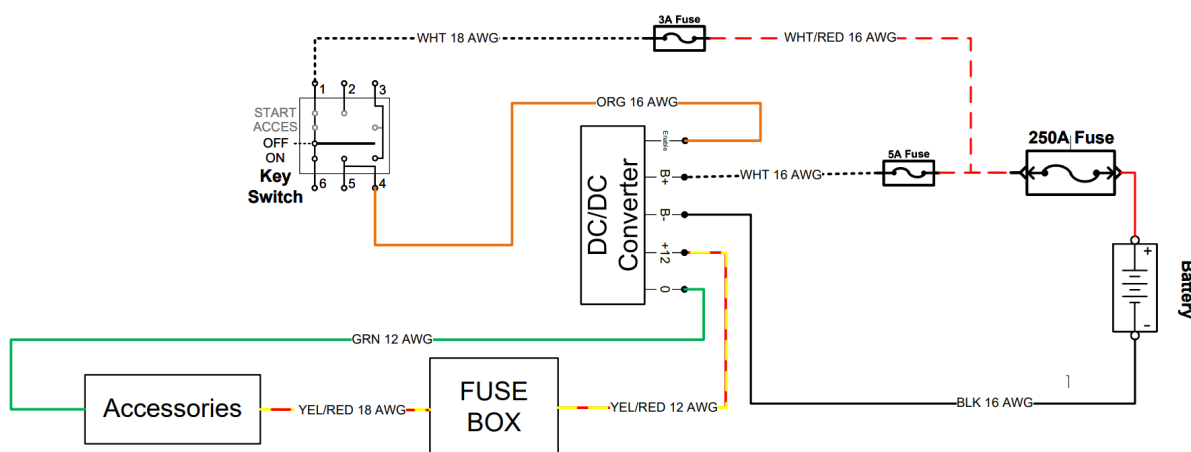 3A Fuse
WHT 18 AWG
WHT/RED 16 AWG
1 2 3
START
ACCES
OFF
ON
Key
Switch
6 5 4
ORG 16 AWG
DC/DC
Converter
Enable
B+
B-
+12
0
WHT 16 AWG
5A Fuse
250A Fuse
+
-
Battery
GRN 12 AWG
Accessories
YEL/RED 18 AWG
FUSE
BOX
YEL/RED 12 AWG
BLK 16 AWG